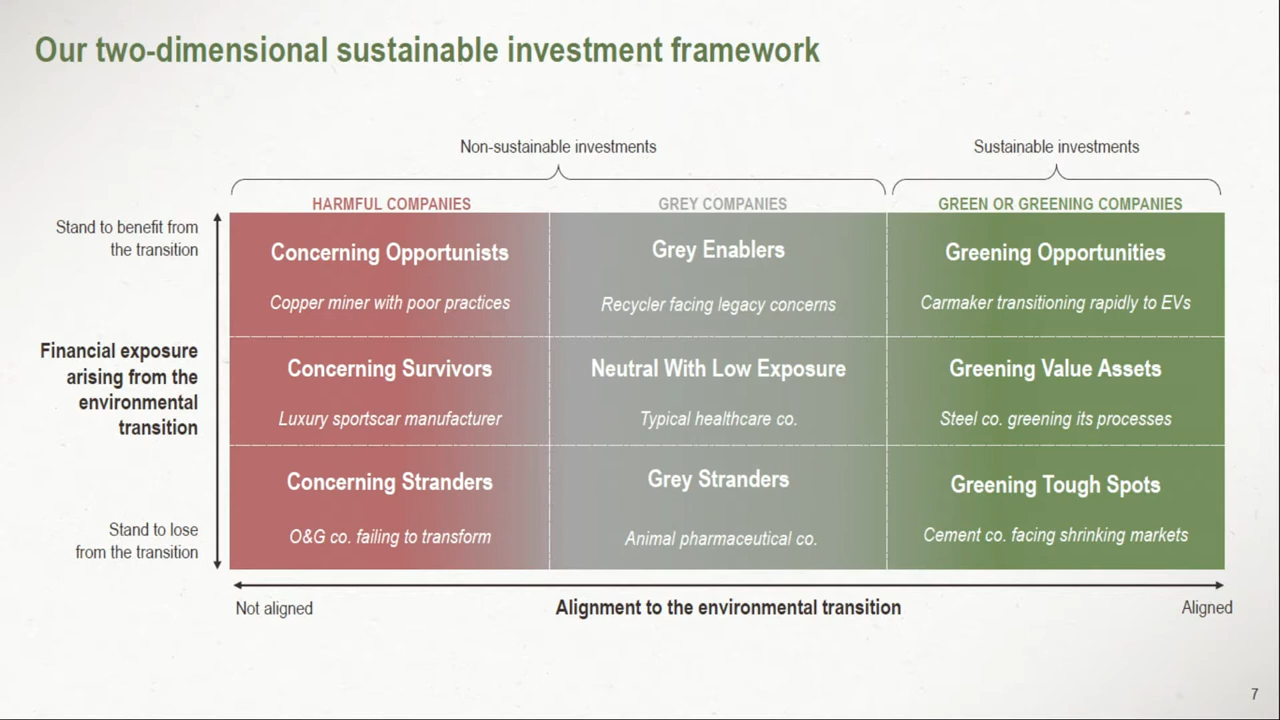 Our two-dimensional sustainable investment framework
Non-sustainable investments
Sustainable investments
HARMFUL COMPANIES
GREY COMPANIES
GREEN OR GREENING COMPANIES
Stand to benefit from
the transition
Concerning Opportunists
Grey Enablers
Greening Opportunities
Copper miner with poor practices
Recycler facing legacy concerns
Carmaker transitioning rapidly to EVs
Financial exposure
arising from the
environmental
transition
Concerning Survivors
Neutral With Low Exposure
Greening Value Assets
Luxury sportscar manufacturer
Typical healthcare co.
Steel co. greening its processes
Concerning Stranders
Grey Stranders
Greening Tough Spots
Stand to lose
from the transition
O&G co. failing to transform
Animal pharmaceutical co.
Cement co. facing shrinking markets
Not aligned
Alignment to the environmental transition
Aligned
7